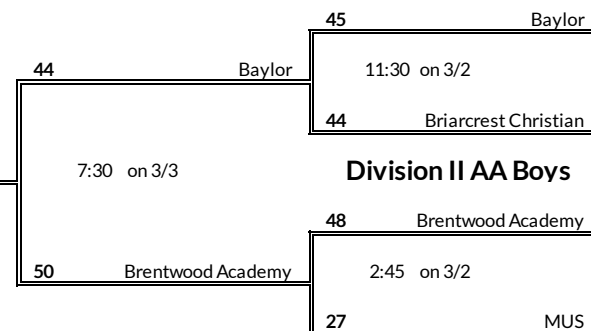 45 Baylor
44 Baylor
11:30 on 3/2
44 Briarcrest Christian
7:30 on 3/3
Division II AA Boys
48 Brentwood Academy
50 Brentwood Academy
2:45 on 3/2
27 MUS